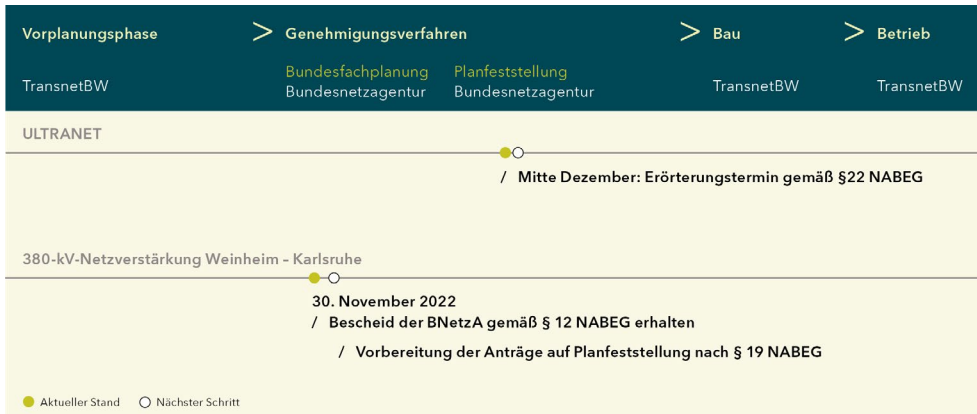 Vorplanungsphase > Genehmigungsverfahren > Bau > Betrieb
Bundesfachplanung Planfeststellung
TransnetBW Bundesnetzagentur Bundesnetzagentur TransnetBW TransnetBW
ULTRANET
/ Mitte Dezember: Erörterungstermin gemäß §22 NABEG
380-kV-Netzverstärkung Weinheim – Karlsruhe
30. November 2022
/ Bescheid der BNetzA gemäß § 12 NABEG erhalten
/ Vorbereitung der Anträge auf Planfeststellung nach § 19 NABEG
Aktueller Stand Nächster Schritt